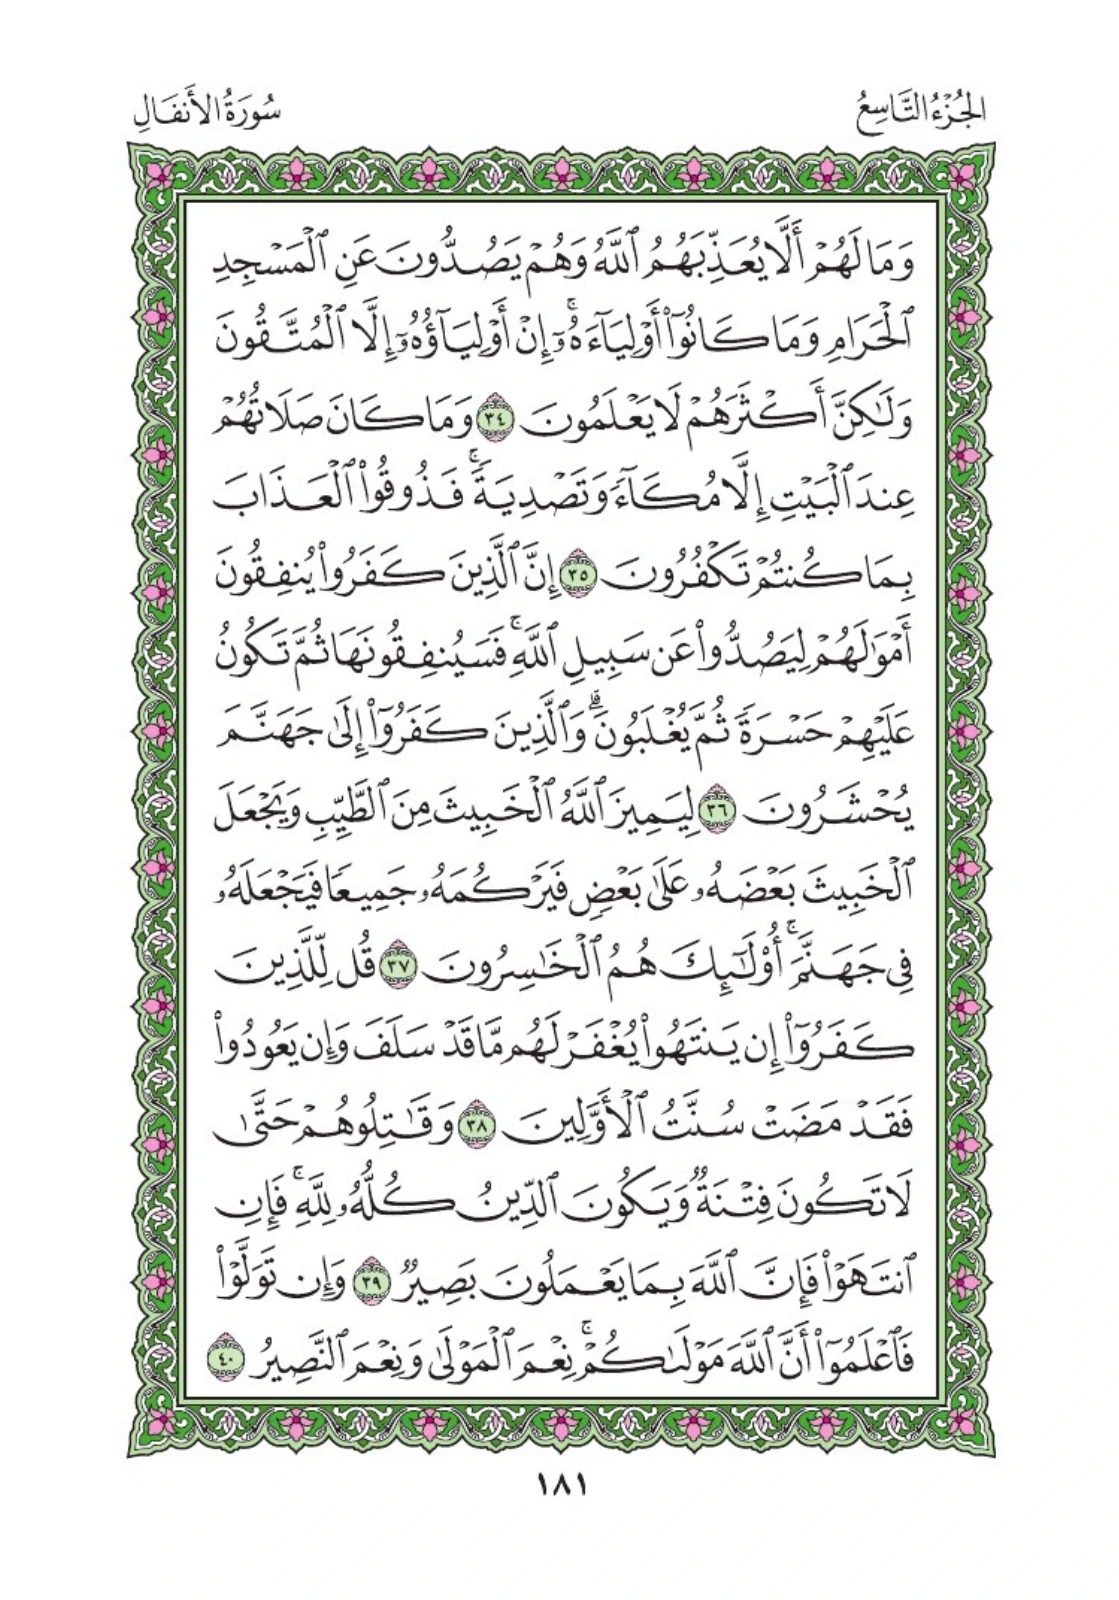 الجُزْءُ التَّاسِعُ
سُورَةُ الأَنفَالِ
وَمَا لَهُمْ أَلَّا يُعَذِّبَهُمُ ٱللَّهُ وَهُمْ يَصُدُّونَ عَنِ ٱلْمَسْجِدِ
ٱلْحَرَامِ وَمَا كَانُوٓا۟ أَوْلِيَآءَهُۥٓ ۚ إِنْ أَوْلِيَآؤُهُۥٓ إِلَّا ٱلْمُتَّقُونَ
وَلَٰكِنَّ أَكْثَرَهُمْ لَا يَعْلَمُونَ ٣٤ وَمَا كَانَ صَلَاتُهُمْ
عِندَ ٱلْبَيْتِ إِلَّا مُكَآءً وَتَصْدِيَةً ۚ فَذُوقُوا۟ ٱلْعَذَابَ
بِمَا كُنتُمْ تَكْفُرُونَ ٣٥ إِنَّ ٱلَّذِينَ كَفَرُوا۟ يُنفِقُونَ
أَمْوَٰلَهُمْ لِيَصُدُّوا۟ عَن سَبِيلِ ٱللَّهِ ۚ فَسَيُنفِقُونَهَا ثُمَّ تَكُونُ
عَلَيْهِمْ حَسْرَةً ثُمَّ يُغْلَبُونَ ۗ وَٱلَّذِينَ كَفَرُوٓا۟ إِلَىٰ جَهَنَّمَ
يُحْشَرُونَ ٣٦ لِيَمِيزَ ٱللَّهُ ٱلْخَبِيثَ مِنَ ٱلطَّيِّبِ وَيَجْعَلَ
ٱلْخَبِيثَ بَعْضَهُۥ عَلَىٰ بَعْضٍ فَيَرْكُمَهُۥ جَمِيعًا فَيَجْعَلَهُۥ
فِى جَهَنَّمَ ۚ أُو۟لَٰٓئِكَ هُمُ ٱلْخَٰسِرُونَ ٣٧ قُل لِّلَّذِينَ
كَفَرُوٓا۟ إِن يَنتَهُوا۟ يُغْفَرْ لَهُم مَّا قَدْ سَلَفَ وَإِن يَعُودُوا۟
فَقَدْ مَضَتْ سُنَّتُ ٱلْأَوَّلِينَ ٣٨ وَقَٰتِلُوهُمْ حَتَّىٰ
لَا تَكُونَ فِتْنَةٌ وَيَكُونَ ٱلدِّينُ كُلُّهُۥ لِلَّهِ ۚ فَإِنِ
ٱنتَهَوْا۟ فَإِنَّ ٱللَّهَ بِمَا يَعْمَلُونَ بَصِيرٌ ٣٩ وَإِن تَوَلَّوْا۟
فَٱعْلَمُوٓا۟ أَنَّ ٱللَّهَ مَوْلَىٰكُمْ ۚ نِعْمَ ٱلْمَوْلَىٰ وَنِعْمَ ٱلنَّصِيرُ ٤٠
١٨١